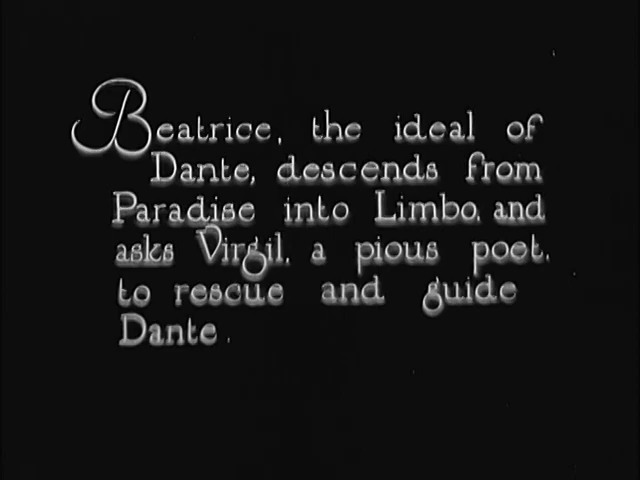 Beatrice, the ideal of
Dante, descends from
Paradise into Limbo, and
asks Virgil, a pious poet,
to rescue and guide
Dante.